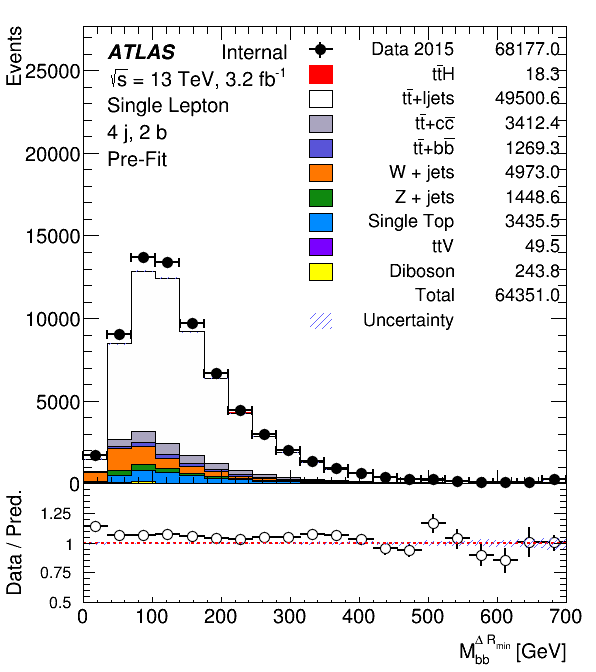 Events
ATLAS Internal
√s = 13 TeV, 3.2 fb⁻¹
Single Lepton
4 j, 2 b
Pre-Fit
Data 2015 68177.0
tt̄H 18.3
tt̄+ljets 49500.6
tt̄+cc̄ 3412.4
tt̄+bb̄ 1269.3
W + jets 4973.0
Z + jets 1448.6
Single Top 3435.5
ttV 49.5
Diboson 243.8
Total 64351.0
Uncertainty
25000
20000
15000
10000
5000
0
Data / Pred.
1.25
1
0.75
0.5
0 100 200 300 400 500 600 700
M_bb^ΔR_min [GeV]